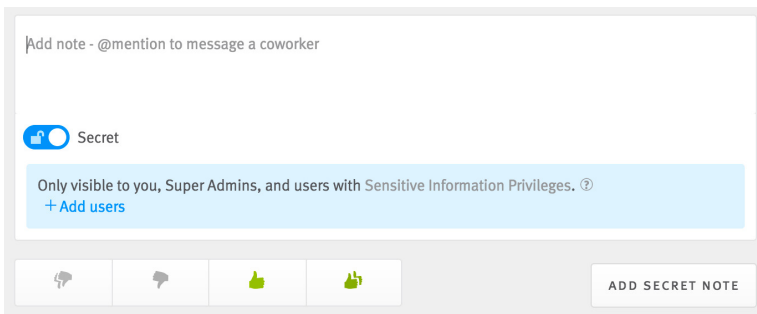 Add note - @mention to message a coworker
Secret
Only visible to you, Super Admins, and users with Sensitive Information Privileges. ?
+ Add users
ADD SECRET NOTE